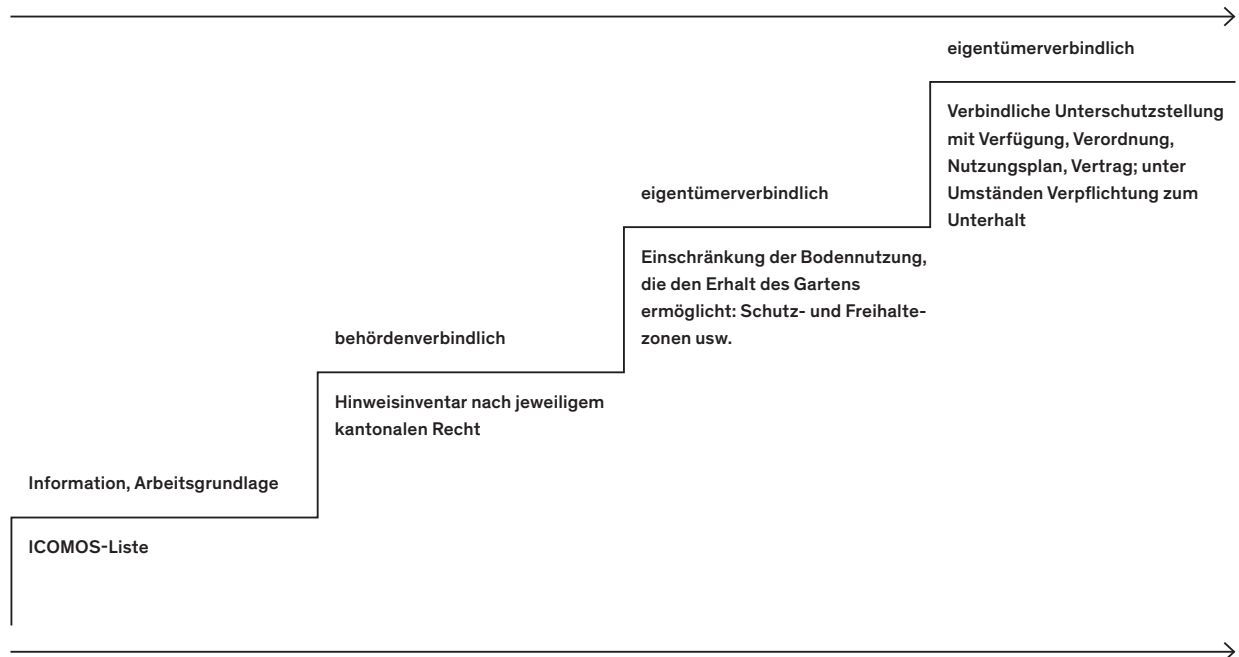 eigentümerverbindlich
Verbindliche Unterschutzstellung
mit Verfügung, Verordnung,
Nutzungsplan, Vertrag; unter
Umständen Verpflichtung zum
Unterhalt
eigentümerverbindlich
Einschränkung der Bodennutzung,
die den Erhalt des Gartens
ermöglicht: Schutz- und Freihalte-
zonen usw.
behördenverbindlich
Hinweisinventar nach jeweiligem
kantonalen Recht
Information, Arbeitsgrundlage
ICOMOS-Liste